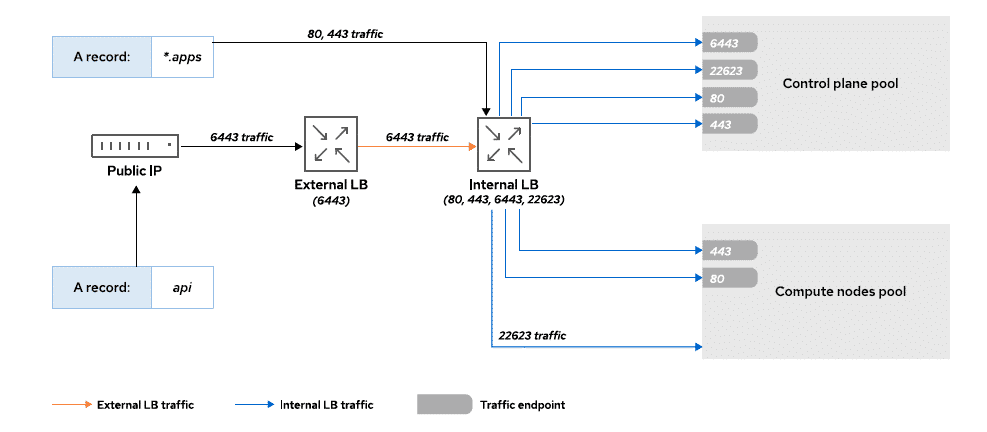 80, 443 traffic
A record:
*.apps
6443
22623
80
443
Control plane pool
6443 traffic
6443 traffic
Public IP
External LB
(6443)
Internal LB
(80, 443, 6443, 22623)
443
80
Compute nodes pool
A record:
api
22623 traffic
External LB traffic
Internal LB traffic
Traffic endpoint